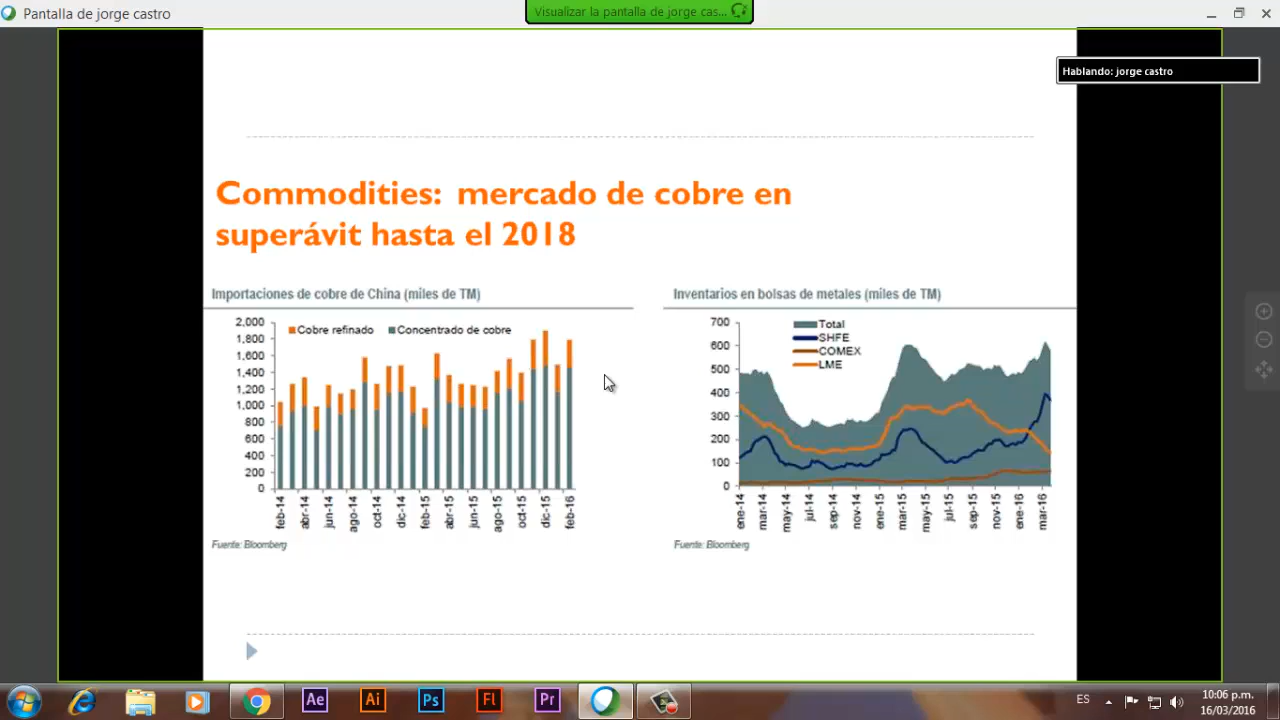 Pantalla de jorge castro
Visualizar la pantalla de jorge cas...
Hablando: jorge castro
Commodities: mercado de cobre en
superávit hasta el 2018
Importaciones de cobre de China (miles de TM)
Cobre refinado
Concentrado de cobre
2,000
1,800
1,600
1,400
1,200
1,000
800
600
400
200
0
feb-14
abr-14
jun-14
ago-14
oct-14
dic-14
feb-15
abr-15
jun-15
ago-15
oct-15
dic-15
feb-16
Fuente: Bloomberg
Inventarios en bolsas de metales (miles de TM)
Total
SHFE
COMEX
LME
700
600
500
400
300
200
100
0
ene-14
mar-14
may-14
jul-14
sep-14
nov-14
ene-15
mar-15
may-15
jul-15
sep-15
nov-15
ene-16
mar-16
Fuente: Bloomberg
Ae
Ai
Ps
Fl
Pr
ES
10:06 p.m.
16/03/2016